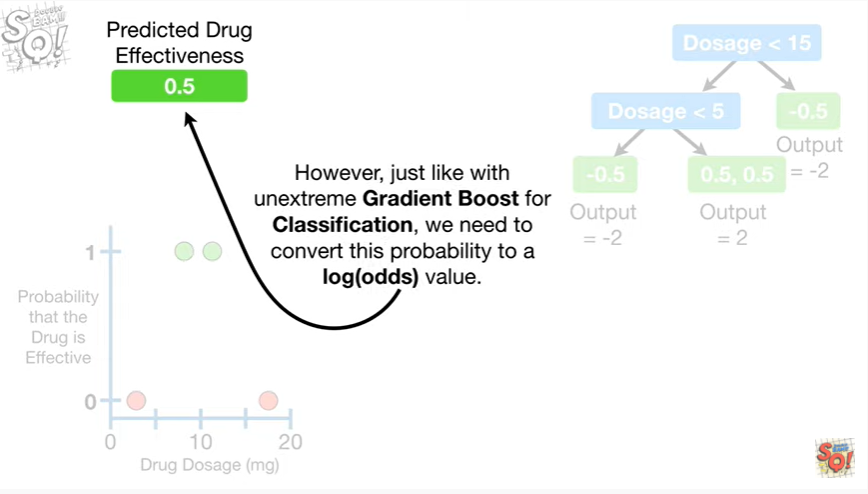 Predicted Drug
Effectiveness
0.5
However, just like with
unextreme Gradient Boost for
Classification, we need to
convert this probability to a
log(odds) value.
Dosage < 15
Dosage < 5
-0.5
Output
= -2
-0.5
Output
= -2
0.5, 0.5
Output
= 2
1
Probability
that the
Drug is
Effective
0
0
10
20
Drug Dosage (mg)